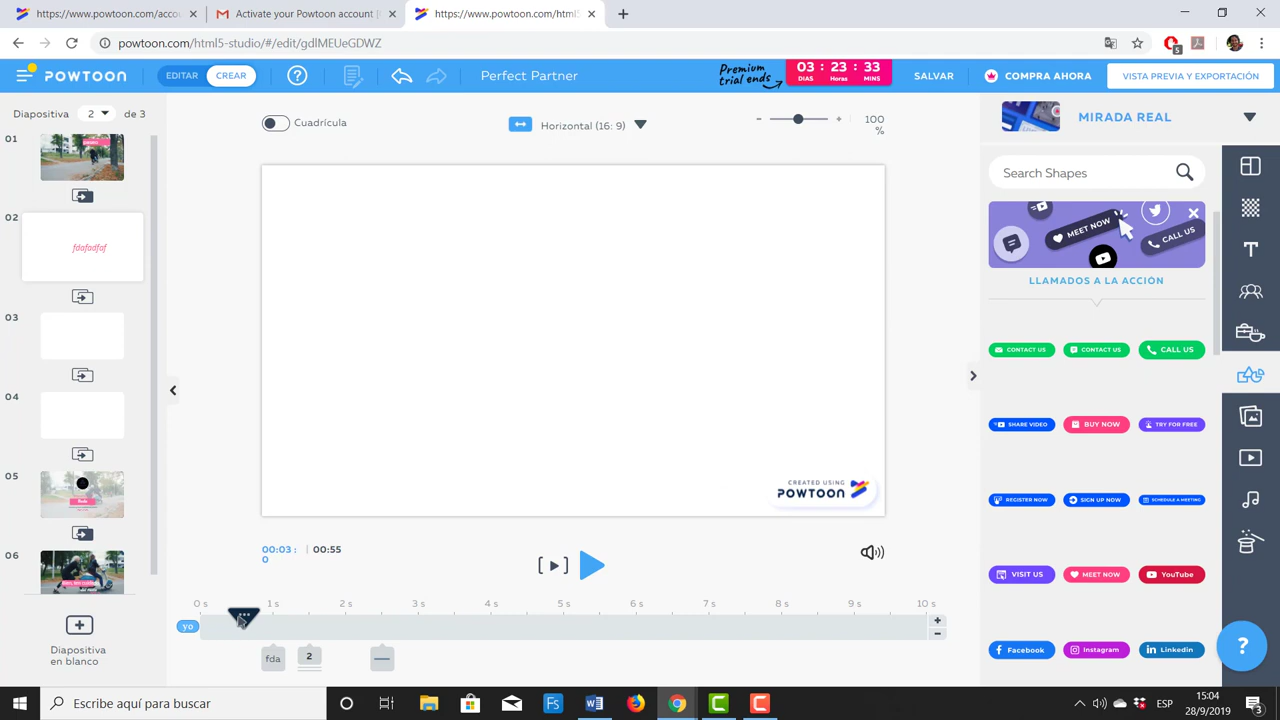 https://www.powtoon.com/accou
Activate your Powtoon account [
https://www.powtoon.com/html5
powtoon.com/html5-studio/#/edit/gdlMEUeGDWZ
5
POWTOON
EDITAR
CREAR
?
Perfect Partner
Premium trial ends
03 : 23 : 33
DIAS Horas MINS
SALVAR
COMPRA AHORA
VISTA PREVIA Y EXPORTACIÓN
Diapositiva 2 de 3
Cuadrícula
Horizontal (16: 9)
- + 100 %
MIRADA REAL
Search Shapes
MEET NOW
CALL US
LLAMADOS A LA ACCIÓN
01
02
fdafadfaf
03
04
05
06
CONTACT US
CONTACT US
CALL US
SHARE VIDEO
BUY NOW
TRY FOR FREE
REGISTER NOW
SIGN UP NOW
SCHEDULE A MEETING
VISIT US
MEET NOW
YouTube
Facebook
Instagram
Linkedin
T
CREATED USING
POWTOON
00:03 : 0
00:55
0 s 1 s 2 s 3 s 4 s 5 s 6 s 7 s 8 s 9 s 10 s
yo
+
-
fda
2
Diapositiva
en blanco
?
Escribe aquí para buscar
FS
ESP
15:04
28/9/2019
3